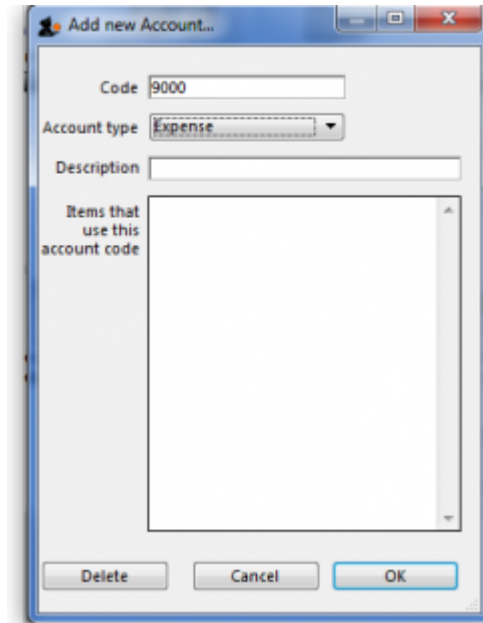 Add new Account...
Code 9000
Account type Expense
Description
Items that
use this
account code
Delete Cancel OK